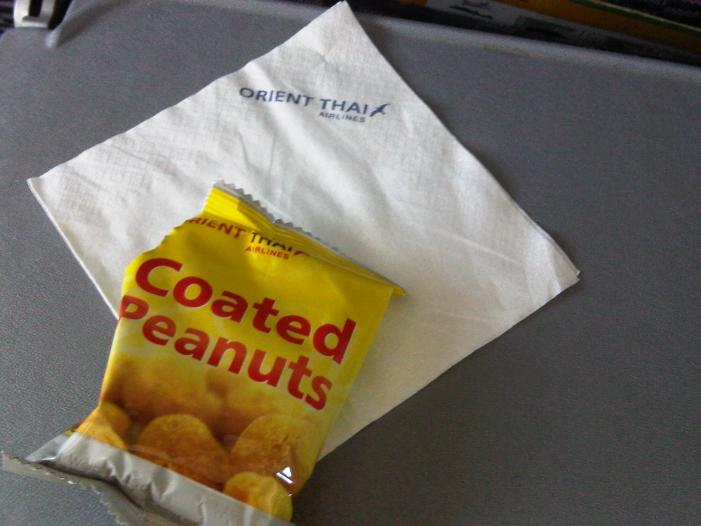 ORIENT THAI
AIRLINES
ORIENT THAI
AIRLINES
Coated
Peanuts